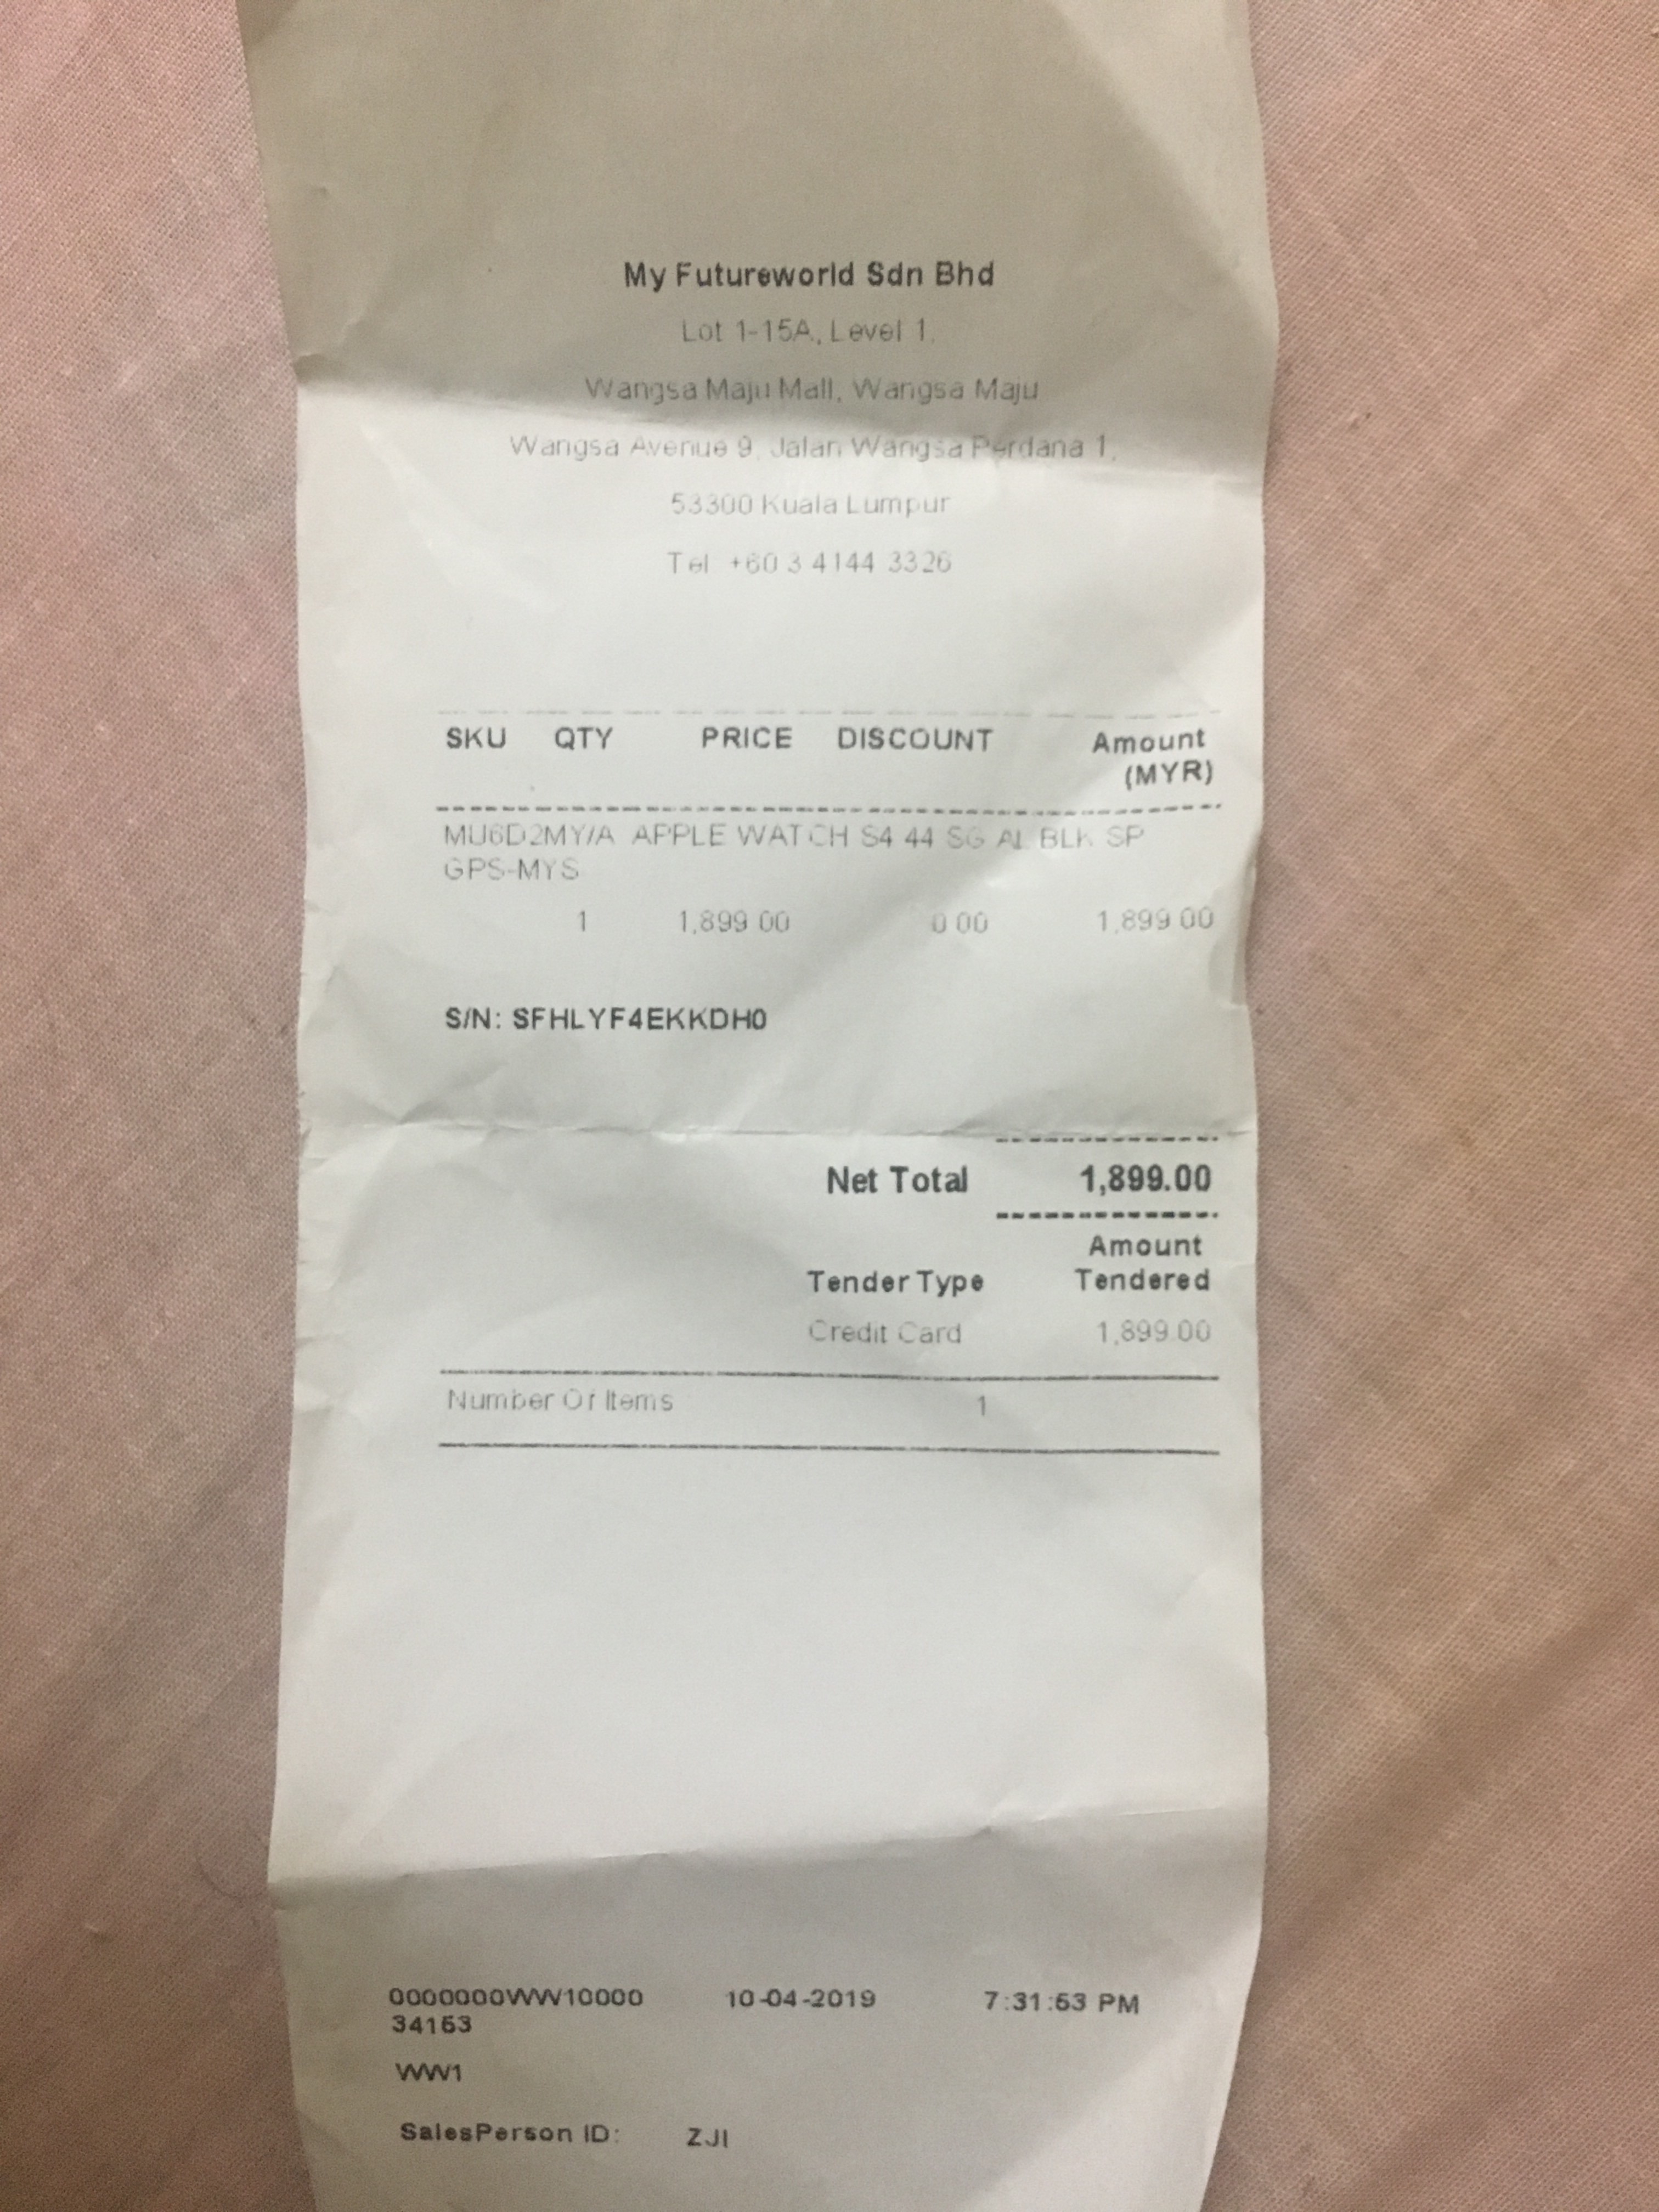 My Futureworld Sdn Bhd
Lot 1-15A, Level 1,
Wangsa Maju Mall, Wangsa Maju
Wangsa Avenue 9, Jalan Wangsa Perdana 1,
53300 Kuala Lumpur
Tel +60 3 4144 3326
SKU QTY PRICE DISCOUNT Amount
(MYR)
MU6D2MY/A APPLE WATCH S4 44 SG AL BLK SP
GPS-MYS
1 1,899.00 0.00 1,899.00
S/N: SFHLYF4EKKDH0
Net Total 1,899.00
Amount
Tender Type Tendered
Credit Card 1,899.00
Number Of Items 1
0000000WW10000 10-04-2019 7:31:53 PM
34153
WW1
SalesPerson ID: ZJI